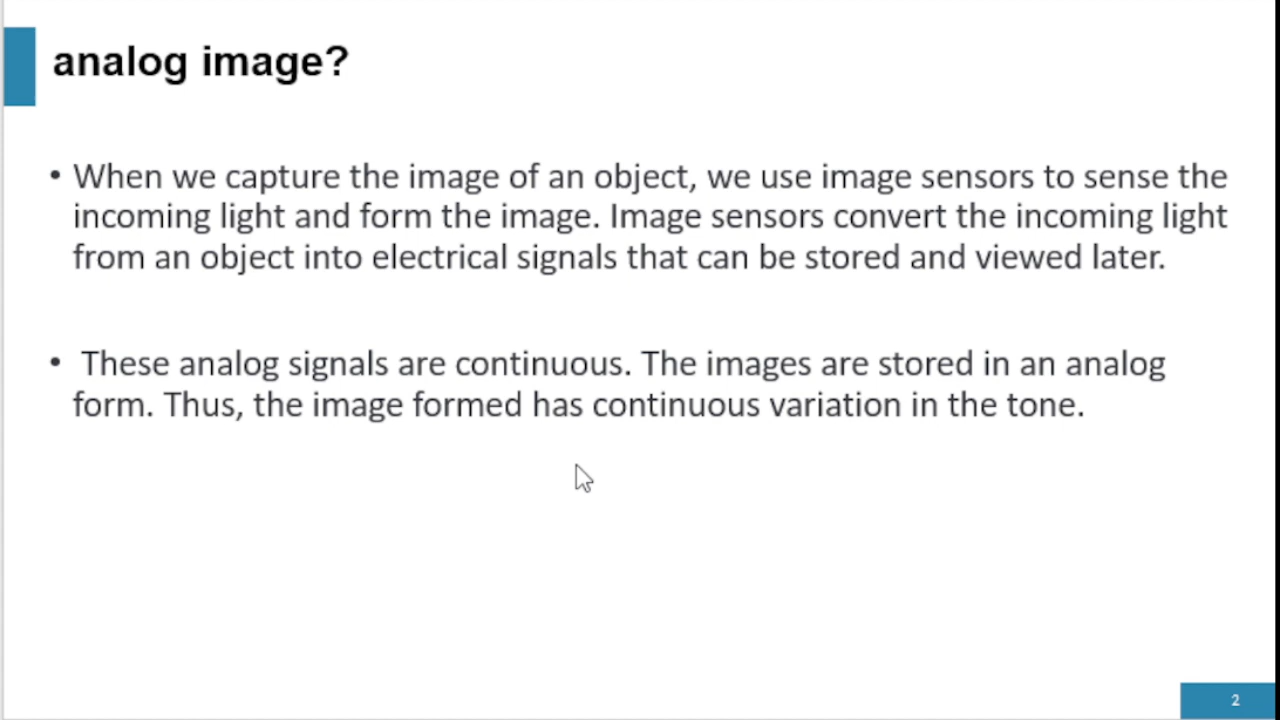 analog image?
• When we capture the image of an object, we use image sensors to sense the
incoming light and form the image. Image sensors convert the incoming light
from an object into electrical signals that can be stored and viewed later.
• These analog signals are continuous. The images are stored in an analog
form. Thus, the image formed has continuous variation in the tone.
2